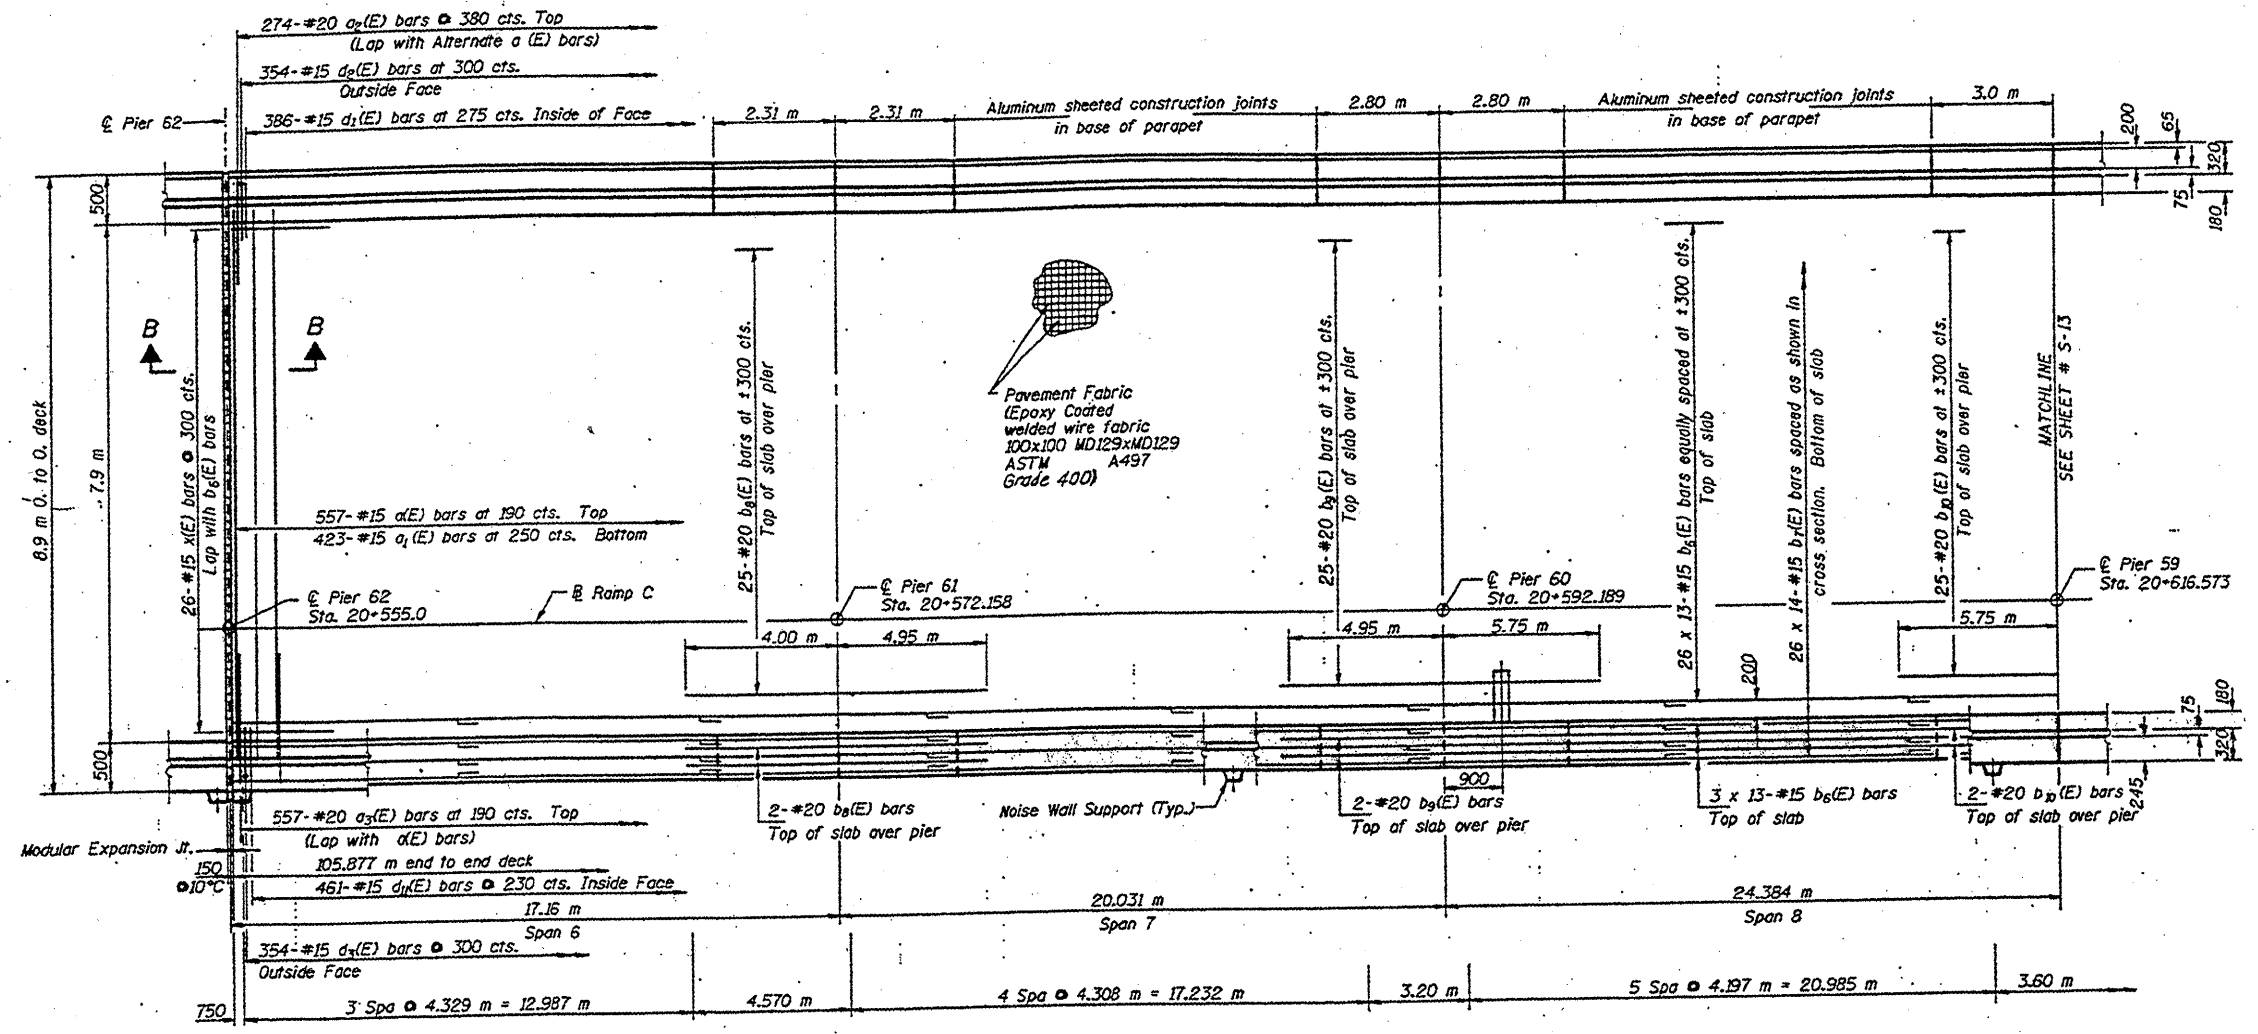 274-#20 a₂(E) bars @ 380 cts. Top
(Lap with Alternate a (E) bars)
354-#15 d₂(E) bars at 300 cts.
Outside Face
386-#15 d₁(E) bars at 275 cts. Inside of Face
℄ Pier 62
2.31 m
2.31 m
Aluminum sheeted construction joints
in base of parapet
2.80 m
2.80 m
Aluminum sheeted construction joints
in base of parapet
3.0 m
200
65
320
75
180
500
8.9 m O. to O. deck
7.9 m
500
B
B
26-#15 x(E) bars @ 300 cts.
Lap with b₆(E) bars
25-#20 b₈(E) bars at ±300 cts.
Top of slab over pier
Pavement Fabric
(Epoxy Coated
welded wire fabric
100x100 MD129xMD129
ASTM A497
Grade 400)
25-#20 b₉(E) bars at ±300 cts.
Top of slab over pier
26 x 13-#15 b₆(E) bars equally spaced at ±300 cts.
Top of slab
26 x 14-#15 b₇(E) bars spaced as shown in
cross section. Bottom of slab
25-#20 b₁₀(E) bars at ±300 cts.
Top of slab over pier
MATCHLINE
SEE SHEET # S-13
557-#15 a(E) bars at 190 cts. Top
423-#15 a₁(E) bars at 250 cts. Bottom
℄ Pier 62
Sta. 20+555.0
℄ Ramp C
℄ Pier 61
Sta. 20+572.158
℄ Pier 60
Sta. 20+592.189
℄ Pier 59
Sta. 20+616.573
4.00 m
4.95 m
4.95 m
5.75 m
5.75 m
200
75
180
320
245
900
557-#20 a₃(E) bars at 190 cts. Top
(Lap with a(E) bars)
Modular Expansion Jt.
150
@10°C
105.877 m end to end deck
461-#15 d₁₁(E) bars @ 230 cts. Inside Face
2-#20 b₈(E) bars
Top of slab over pier
Noise Wall Support (Typ.)
2-#20 b₉(E) bars
Top of slab over pier
3 x 13-#15 b₆(E) bars
Top of slab
2-#20 b₁₀(E) bars
Top of slab over pier
17.16 m
Span 6
20.031 m
Span 7
24.384 m
Span 8
354-#15 d₃(E) bars @ 300 cts.
Outside Face
750
3 Spa @ 4.329 m = 12.987 m
4.570 m
4 Spa @ 4.308 m = 17.232 m
3.20 m
5 Spa @ 4.197 m = 20.985 m
3.60 m